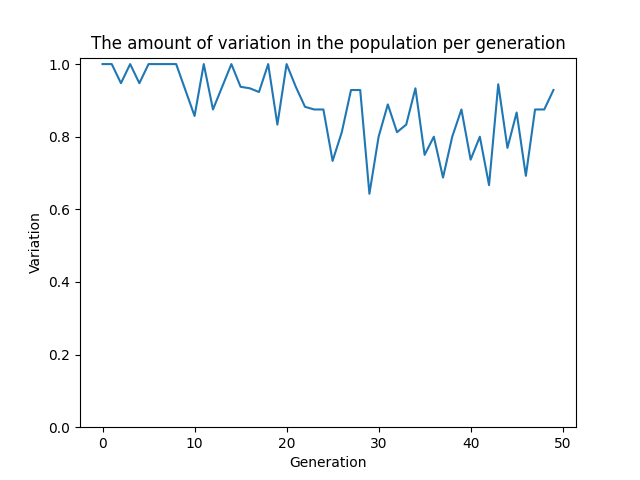 The amount of variation in the population per generation
1.0
0.8
0.6
0.4
0.2
0.0
Variation
0 10 20 30 40 50
Generation